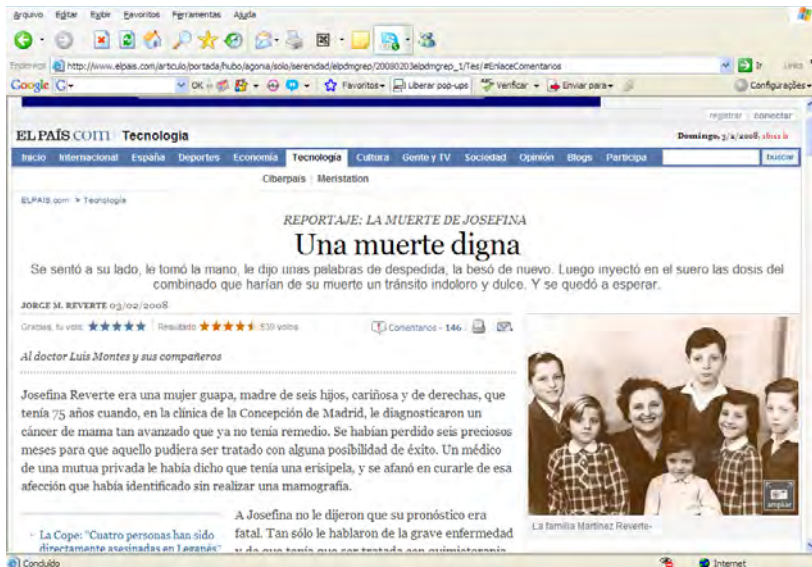 Arquivo Editar Exibir Favoritos Ferramentas Ajuda
http://www.elpais.com/articulo/portada/hubo/agonia/solo/serenidad/elpdmgrep/20080203elpdmgrep_1/Tes/#EnlaceComentarios Ir Links
Google G OK Favoritos Liberar pop-ups Verificar Enviar para Configurações
registrar conectar
EL PAÍS.COM Tecnología Domingo, 3/2/2008,
Inicio Internacional España Deportes Economía Tecnología Cultura Gente y TV Sociedad Opinión Blogs Participa buscar
Ciberpaís | Meristation
ELPAIS.com > Tecnología
REPORTAJE: LA MUERTE DE JOSEFINA
Una muerte digna
Se sentó a su lado, le tomó la mano, le dijo unas palabras de despedida, la besó de nuevo. Luego inyectó en el suero las dosis del
combinado que harían de su muerte un tránsito indoloro y dulce. Y se quedó a esperar.
JORGE M. REVERTE 03/02/2008
Gracias, tu voto Resultado 539 votos Comentarios - 146
Al doctor Luis Montes y sus compañeros
Josefina Reverte era una mujer guapa, madre de seis hijos, cariñosa y de derechas, que
tenía 75 años cuando, en la clínica de la Concepción de Madrid, le diagnosticaron un
cáncer de mama tan avanzado que ya no tenía remedio. Se habían perdido seis preciosos
meses para que aquello pudiera ser tratado con alguna posibilidad de éxito. Un médico
de una mutua privada le había dicho que tenía una erisipela, y se afanó en curarle de esa
afección que había identificado sin realizar una mamografía.
ampliar
La familia Martínez Reverte-
A Josefina no le dijeron que su pronóstico era
fatal. Tan sólo le hablaron de la grave enfermedad
y de que tenía que ser tratada con quimioterapia
La Cope: "Cuatro personas han sido
directamente asesinadas en Leganés"
Concluído Internet